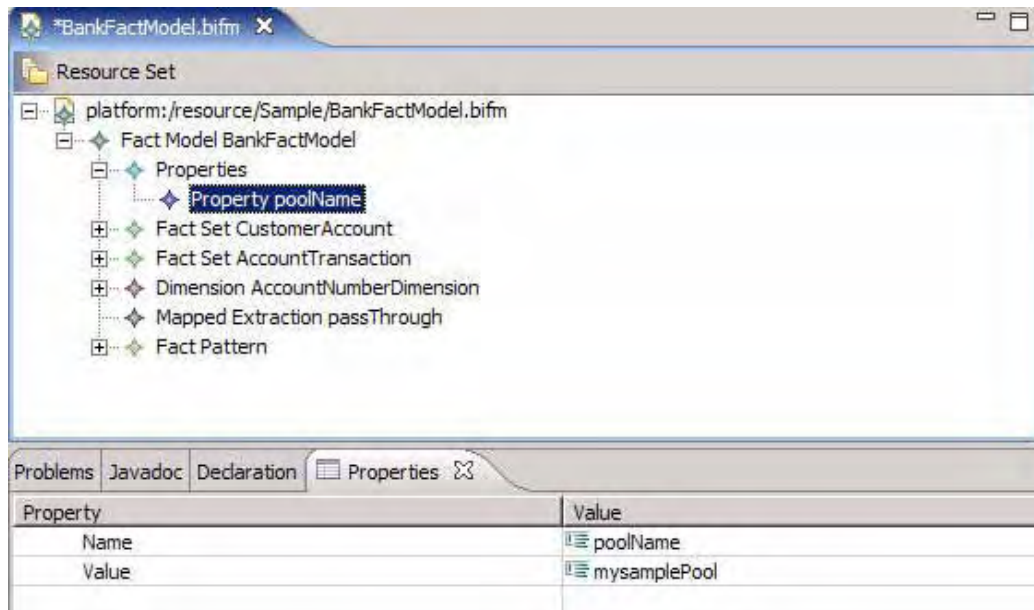 *BankFactModel.bifm
Resource Set
platform:/resource/Sample/BankFactModel.bifm
Fact Model BankFactModel
Properties
Property poolName
Fact Set CustomerAccount
Fact Set AccountTransaction
Dimension AccountNumberDimension
Mapped Extraction passThrough
Fact Pattern
Problems Javadoc Declaration Properties
Property Value
Name poolName
Value mysamplePool